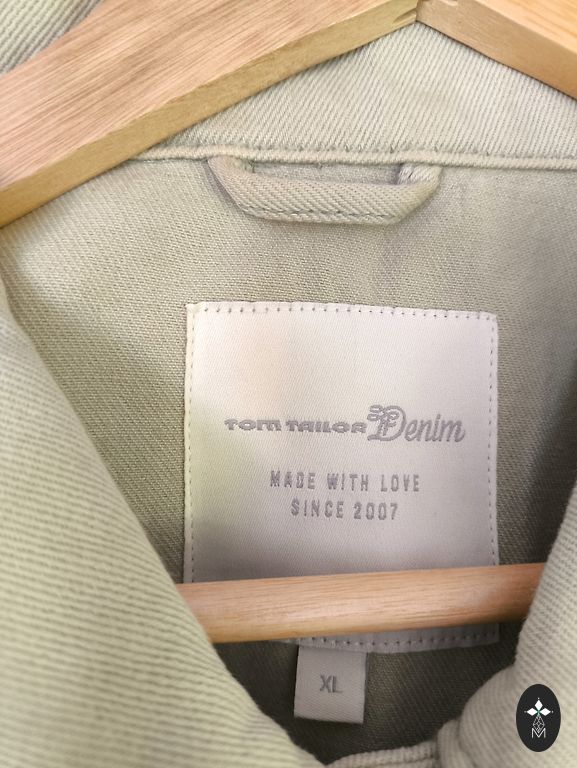 TOM TAILOR Denim
MADE WITH LOVE
SINCE 2007
XL